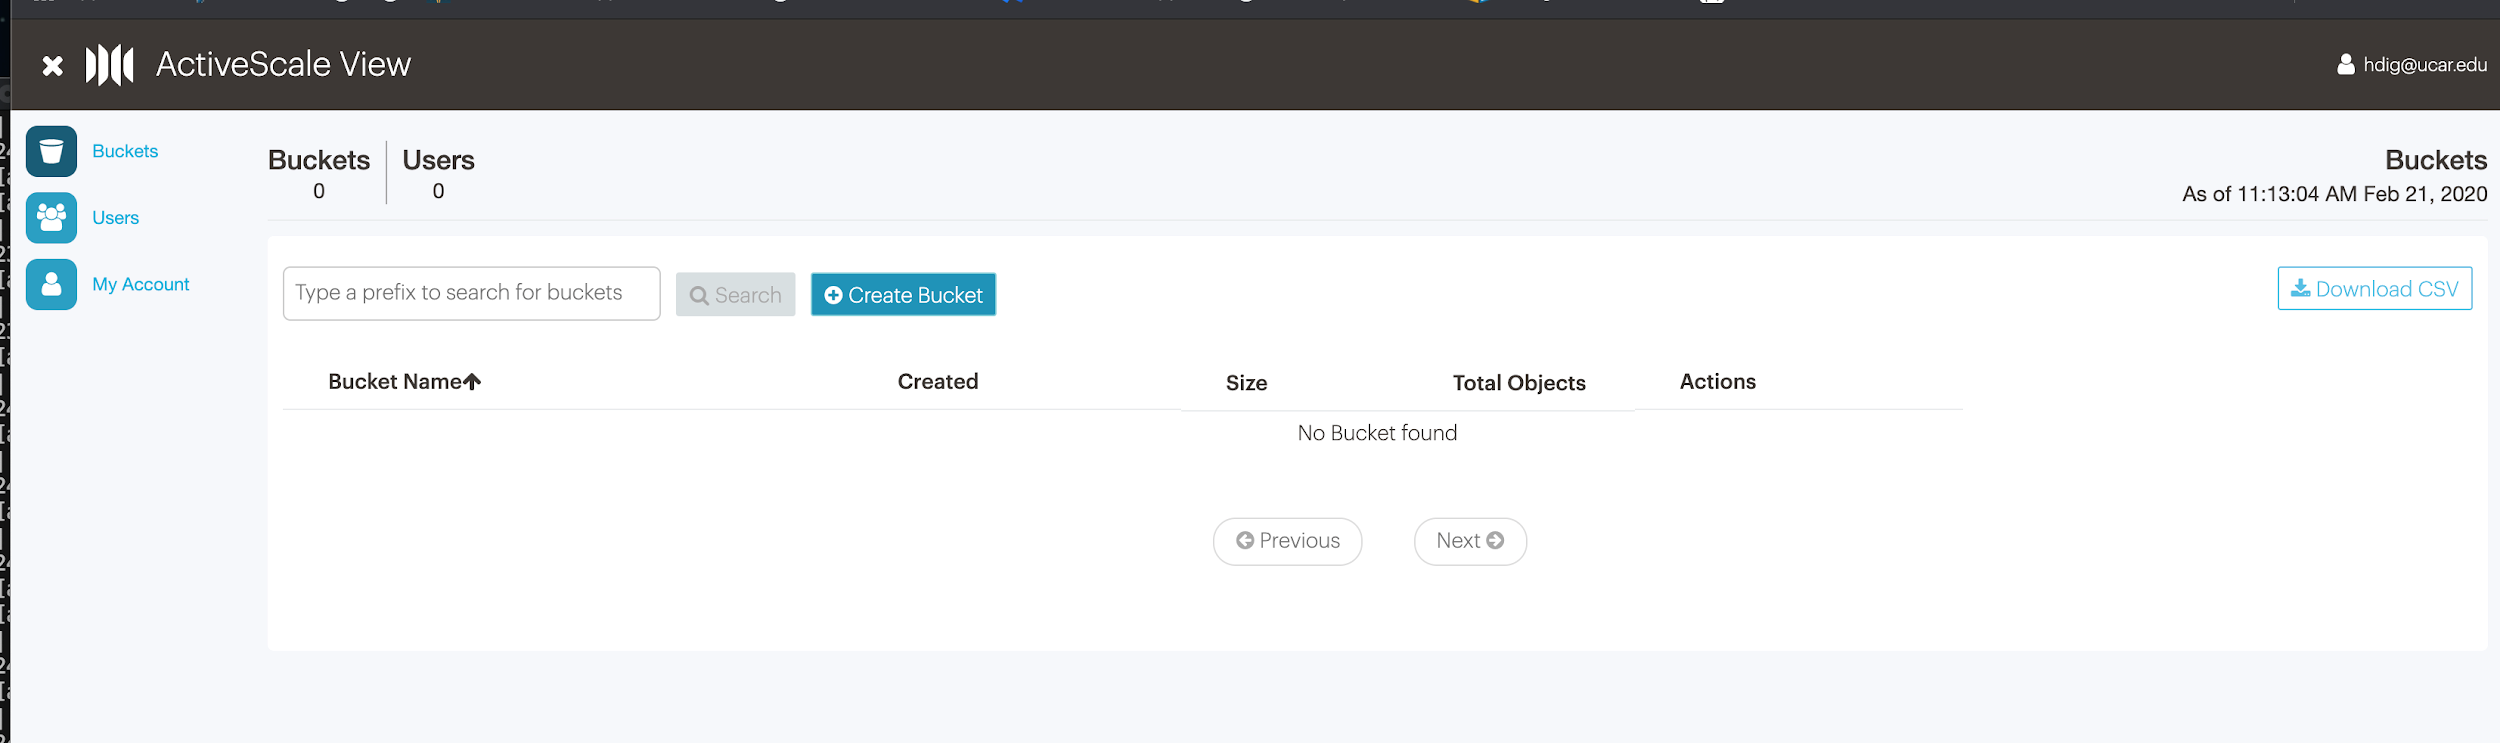 ActiveScale View
hdig@ucar.edu
Buckets
Users
My Account
Buckets Users
0 0
Buckets
As of 11:13:04 AM Feb 21, 2020
Type a prefix to search for buckets
Search
Create Bucket
Download CSV
Bucket Name Created Size Total Objects Actions
No Bucket found
Previous Next